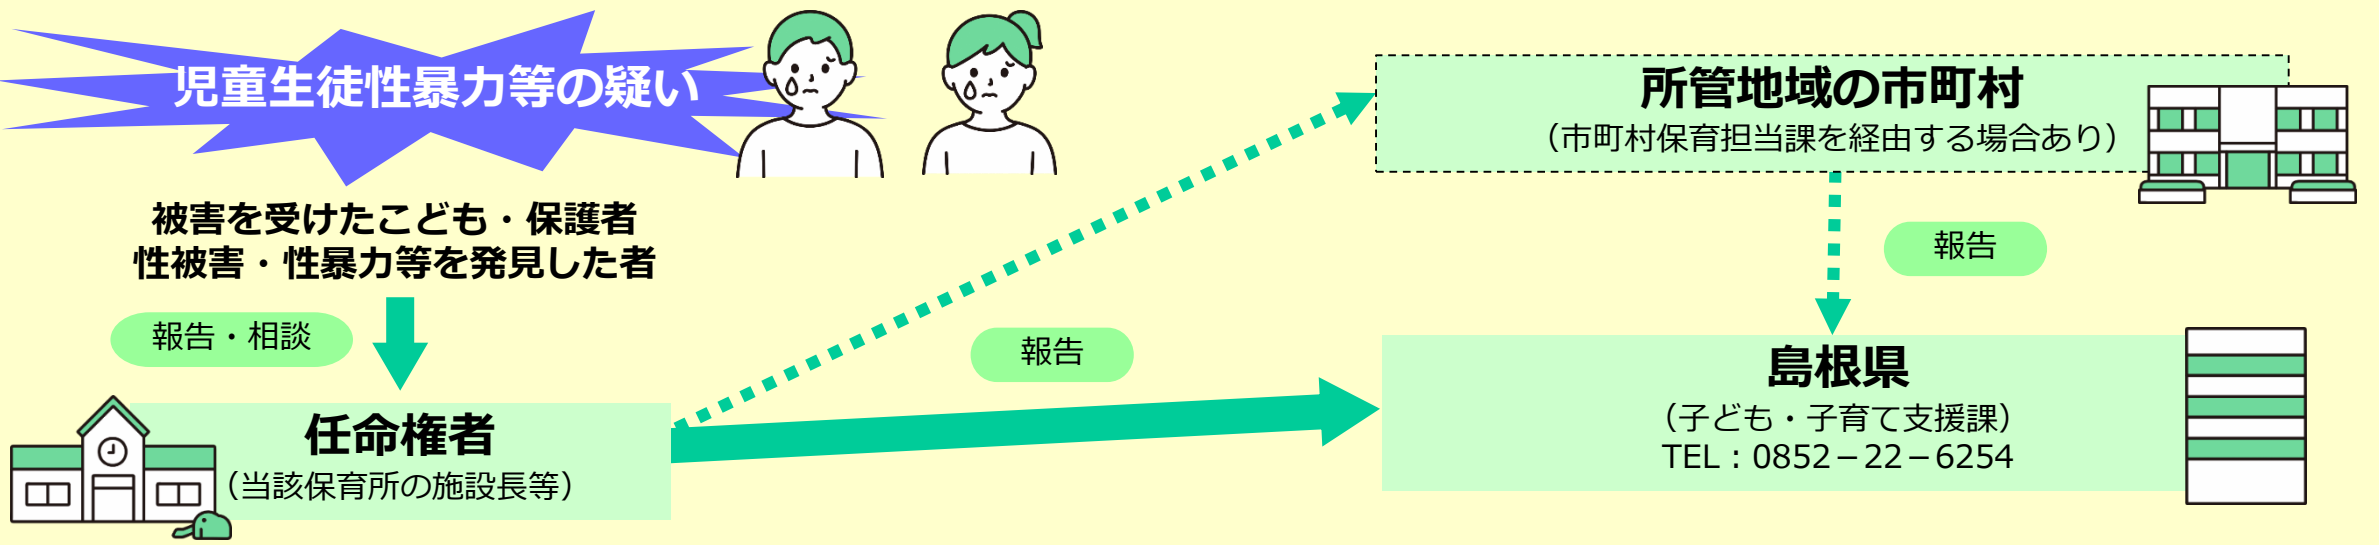 児童生徒性暴力等の疑い
被害を受けたこども・保護者
性被害・性暴力等を発見した者
報告・相談
任命権者
（当該保育所の施設長等）
報告
所管地域の市町村
（市町村保育担当課を経由する場合あり）
報告
島根県
（子ども・子育て支援課）
TEL：0852－22－6254